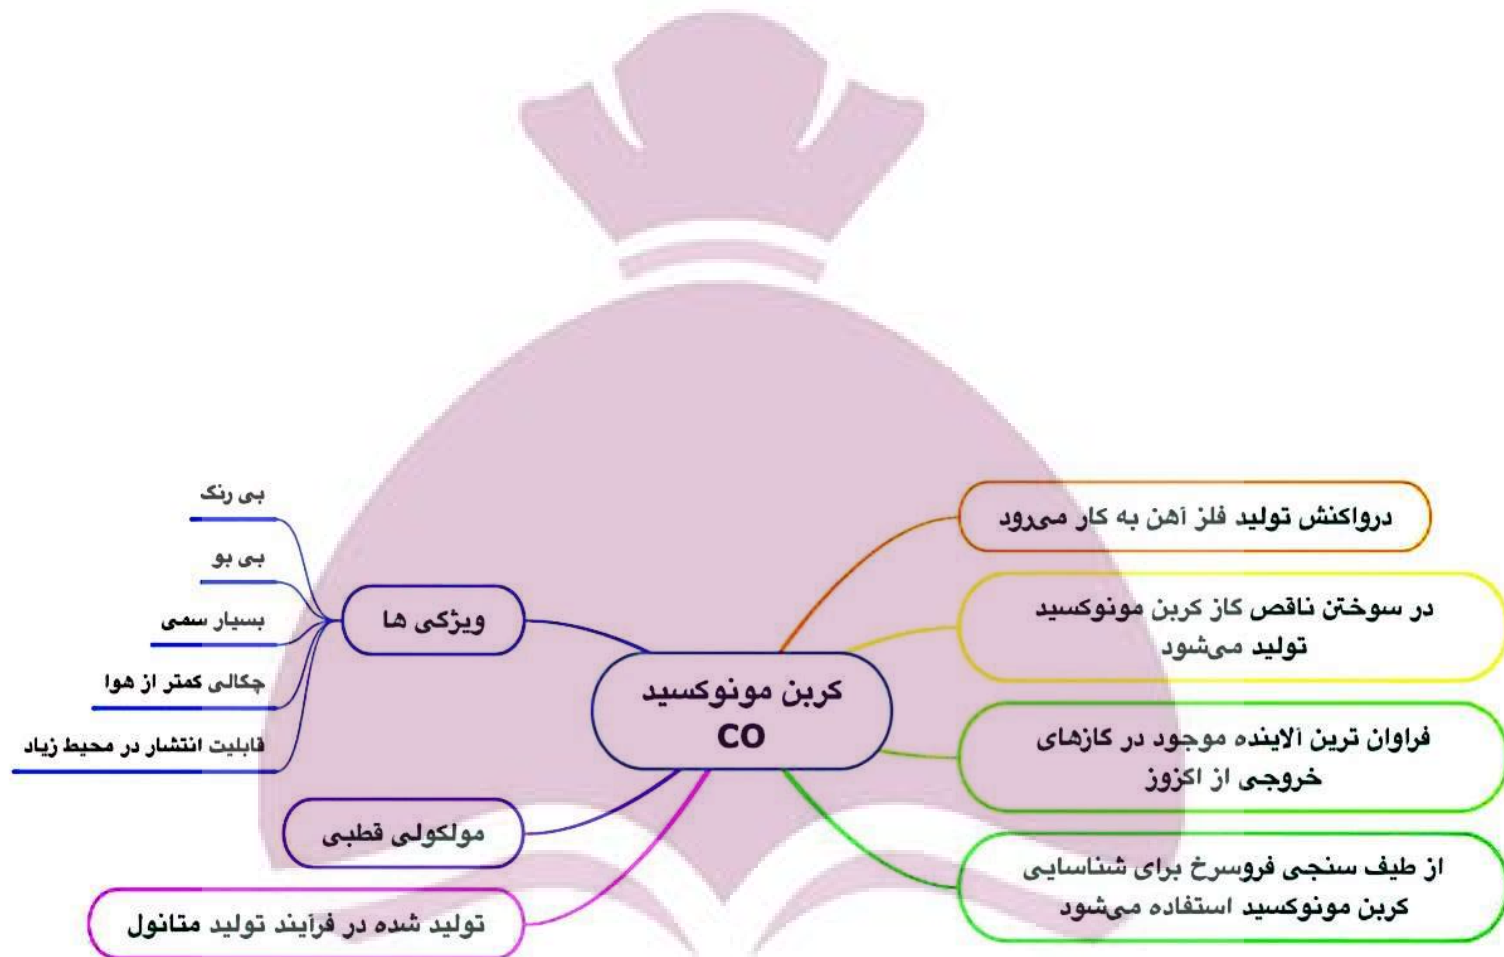 کربن مونوکسید
CO
درواکنش تولید فلز آهن به کار می‌رود
در سوختن ناقص گاز کربن مونوکسید
تولید می‌شود
فراوان ترین آلاینده موجود در گازهای
خروجی از اگزوز
از طیف سنجی فروسرخ برای شناسایی
کربن مونوکسید استفاده می‌شود
ویژگی ها
بی رنگ
بی بو
بسیار سمی
چگالی کمتر از هوا
قابلیت انتشار در محیط زیاد
مولکولی قطبی
تولید شده در فرآیند تولید متانول